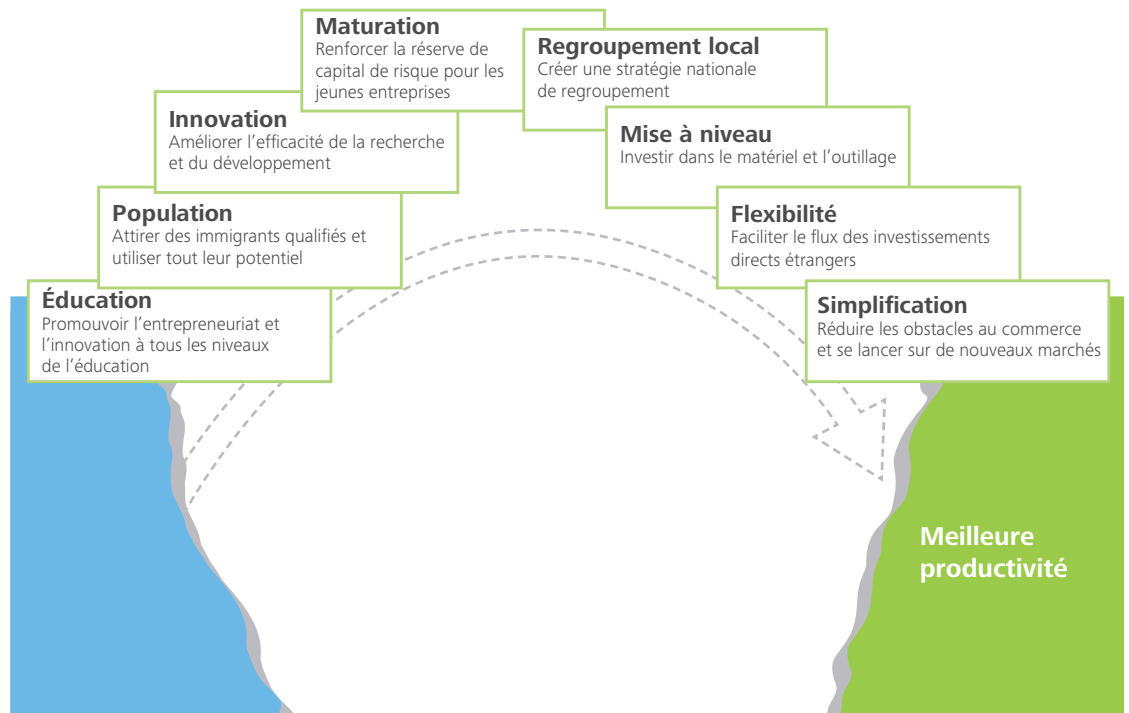 Maturation
Renforcer la réserve de
capital de risque pour les
jeunes entreprises
Regroupement local
Créer une stratégie nationale
de regroupement
Innovation
Améliorer l’efficacité de la recherche
et du développement
Mise à niveau
Investir dans le matériel et l’outillage
Population
Attirer des immigrants qualifiés et
utiliser tout leur potentiel
Flexibilité
Faciliter le flux des investissements
directs étrangers
Éducation
Promouvoir l’entrepreneuriat et
l’innovation à tous les niveaux
de l’éducation
Simplification
Réduire les obstacles au commerce
et se lancer sur de nouveaux marchés
Meilleure
productivité